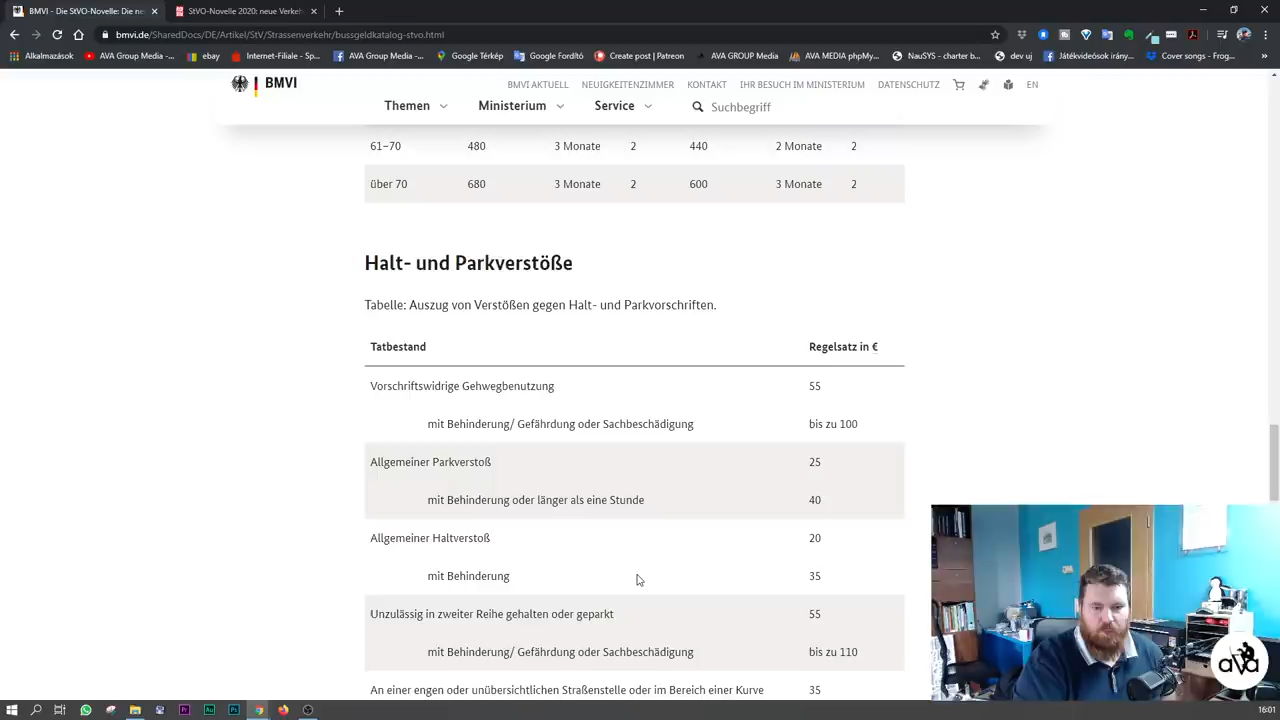 BMVI - Die StVO-Novelle: Die ne
StVO-Novelle 2020: neue Verkehr
bmvi.de/SharedDocs/DE/Artikel/StV/Strassenverkehr/bussgeldkatalog-stvo.html
Alkalmazások
AVA GROUP Media -...
ebay
Internet-Filiale - Sp...
AVA GROUP Media -...
Google Térkép
Google Fordító
Create post | Patreon
AVA GROUP Media
AVA MEDIA phpMy...
NauSYS - charter b...
dev uj
Játékvideósok irány...
Cover songs - Frog...
BMVI
BMVI AKTUELL
NEUIGKEITENZIMMER
KONTAKT
IHR BESUCH IM MINISTERIUM
DATENSCHUTZ
EN
Themen
Ministerium
Service
Suchbegriff
61–70 480 3 Monate 2 440 2 Monate 2
über 70 680 3 Monate 2 600 3 Monate 2
Halt- und Parkverstöße
Tabelle: Auszug von Verstößen gegen Halt- und Parkvorschriften.
Tatbestand Regelsatz in €
Vorschriftswidrige Gehwegbenutzung 55
mit Behinderung/ Gefährdung oder Sachbeschädigung bis zu 100
Allgemeiner Parkverstoß 25
mit Behinderung oder länger als eine Stunde 40
Allgemeiner Haltverstoß 20
mit Behinderung 35
Unzulässig in zweiter Reihe gehalten oder geparkt 55
mit Behinderung/ Gefährdung oder Sachbeschädigung bis zu 110
An einer engen oder unübersichtlichen Straßenstelle oder im Bereich einer Kurve 35
aVa
16:01